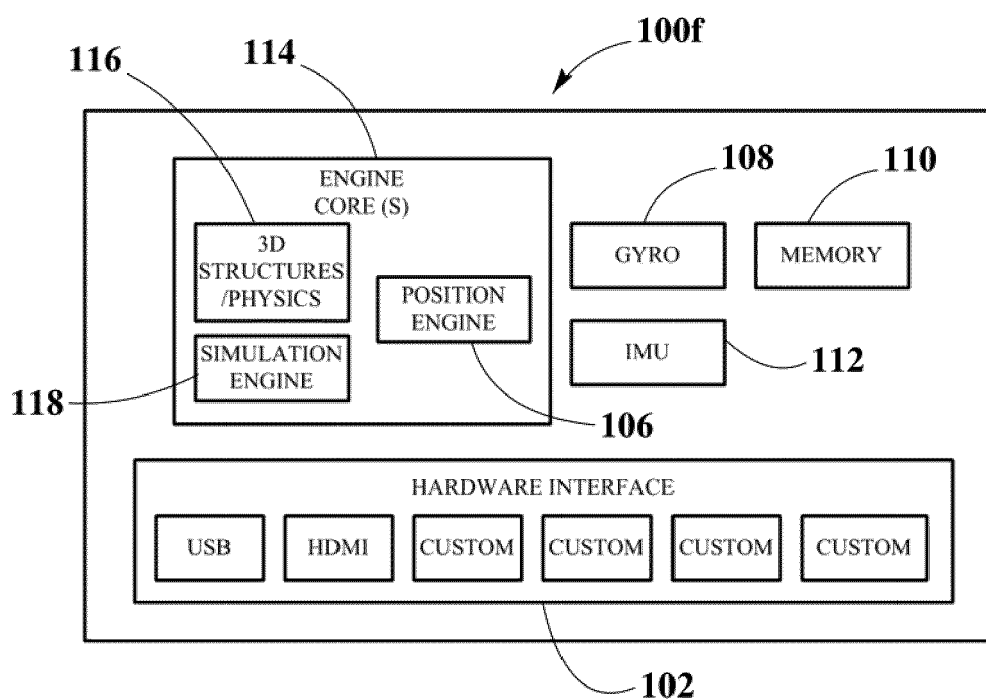 100f
114
116
108
110
ENGINE
CORE (S)
3D
STRUCTURES/
/PHYSICS
POSITION
ENGINE
SIMULATION
ENGINE
GYRO
MEMORY
IMU
112
118
106
HARDWARE INTERFACE
USB
HDMI
CUSTOM
CUSTOM
CUSTOM
CUSTOM
102